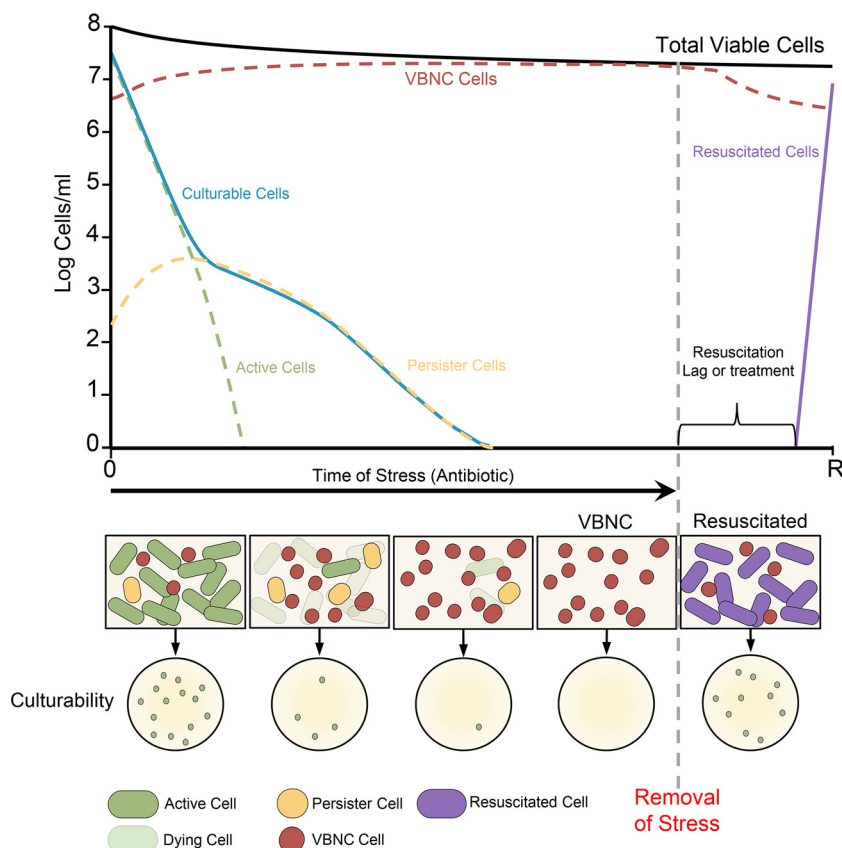 8
7
6
5
4
3
2
1
0
Log Cells/ml
Total Viable Cells
VBNC Cells
Resuscitated Cells
Culturable Cells
Active Cells
Persister Cells
Resuscitation
Lag or treatment
0
R
Time of Stress (Antibiotic)
VBNC
Resuscitated
Culturability
Active Cell
Persister Cell
Resuscitated Cell
Dying Cell
VBNC Cell
Removal
of Stress